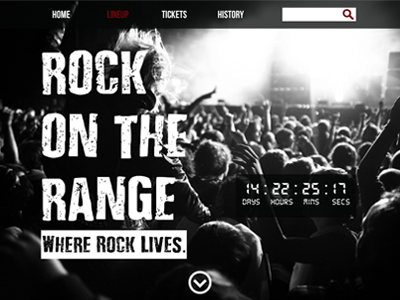 HOME LINEUP TICKETS HISTORY
ROCK
ON THE
RANGE
WHERE ROCK LIVES.
14:22:25:17
DAYS HOURS MINS SECS